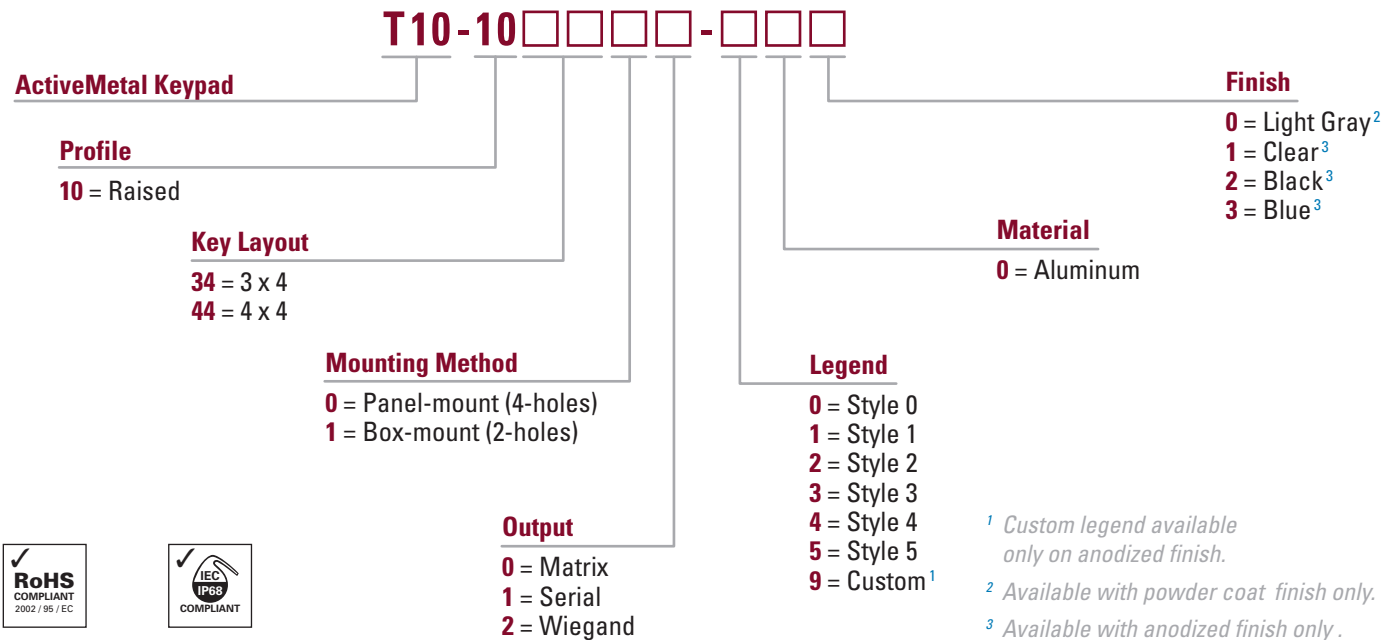 T10-10□□□□-□□□
ActiveMetal Keypad
Profile
10 = Raised
Key Layout
34 = 3 x 4
44 = 4 x 4
Mounting Method
0 = Panel-mount (4-holes)
1 = Box-mount (2-holes)
Output
0 = Matrix
1 = Serial
2 = Wiegand
Legend
0 = Style 0
1 = Style 1
2 = Style 2
3 = Style 3
4 = Style 4
5 = Style 5
9 = Custom ¹
Material
0 = Aluminum
Finish
0 = Light Gray ²
1 = Clear ³
2 = Black ³
3 = Blue ³
¹ Custom legend available
only on anodized finish.
² Available with powder coat finish only.
³ Available with anodized finish only .
✓
RoHS
COMPLIANT
2002 / 95 / EC
✓
IEC
IP68
COMPLIANT